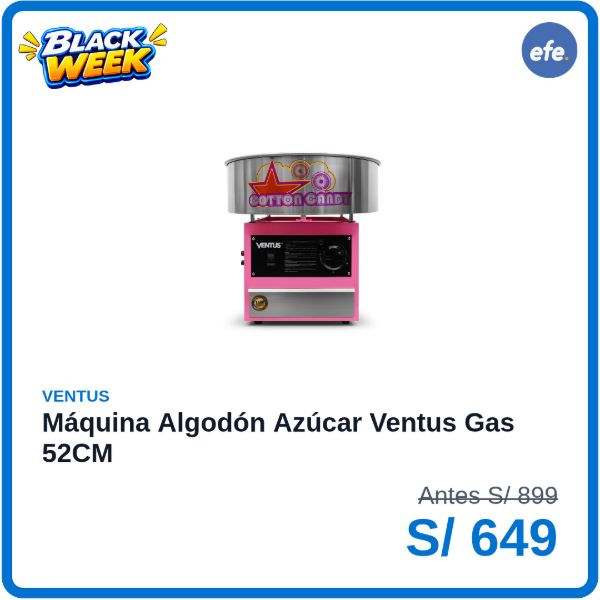 BLACK
WEEK
efe.
COTTON CANDY
VENTUS
VENTUS
Máquina Algodón Azúcar Ventus Gas
52CM
Antes S/ 899
S/ 649